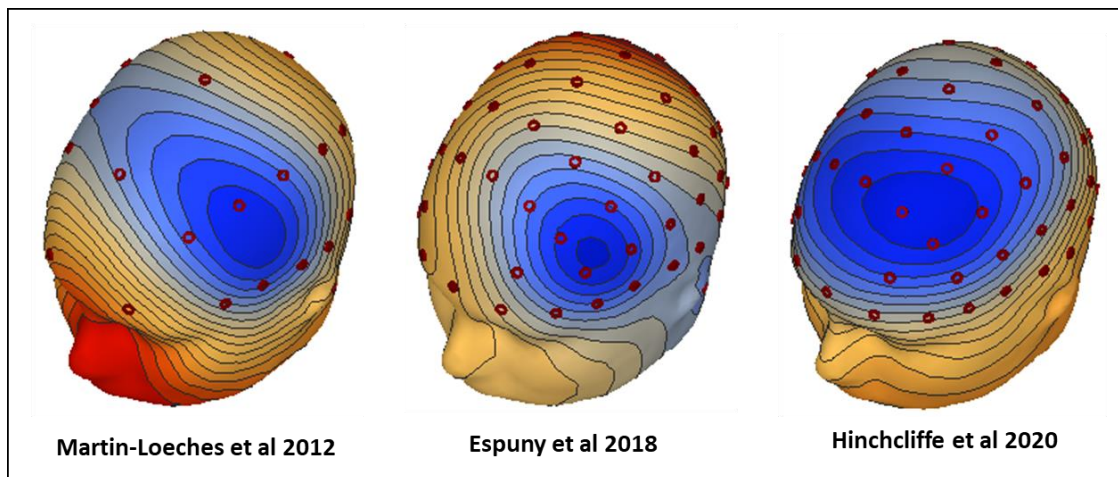 Martin-Loeches et al 2012
Espuny et al 2018
Hinchcliffe et al 2020